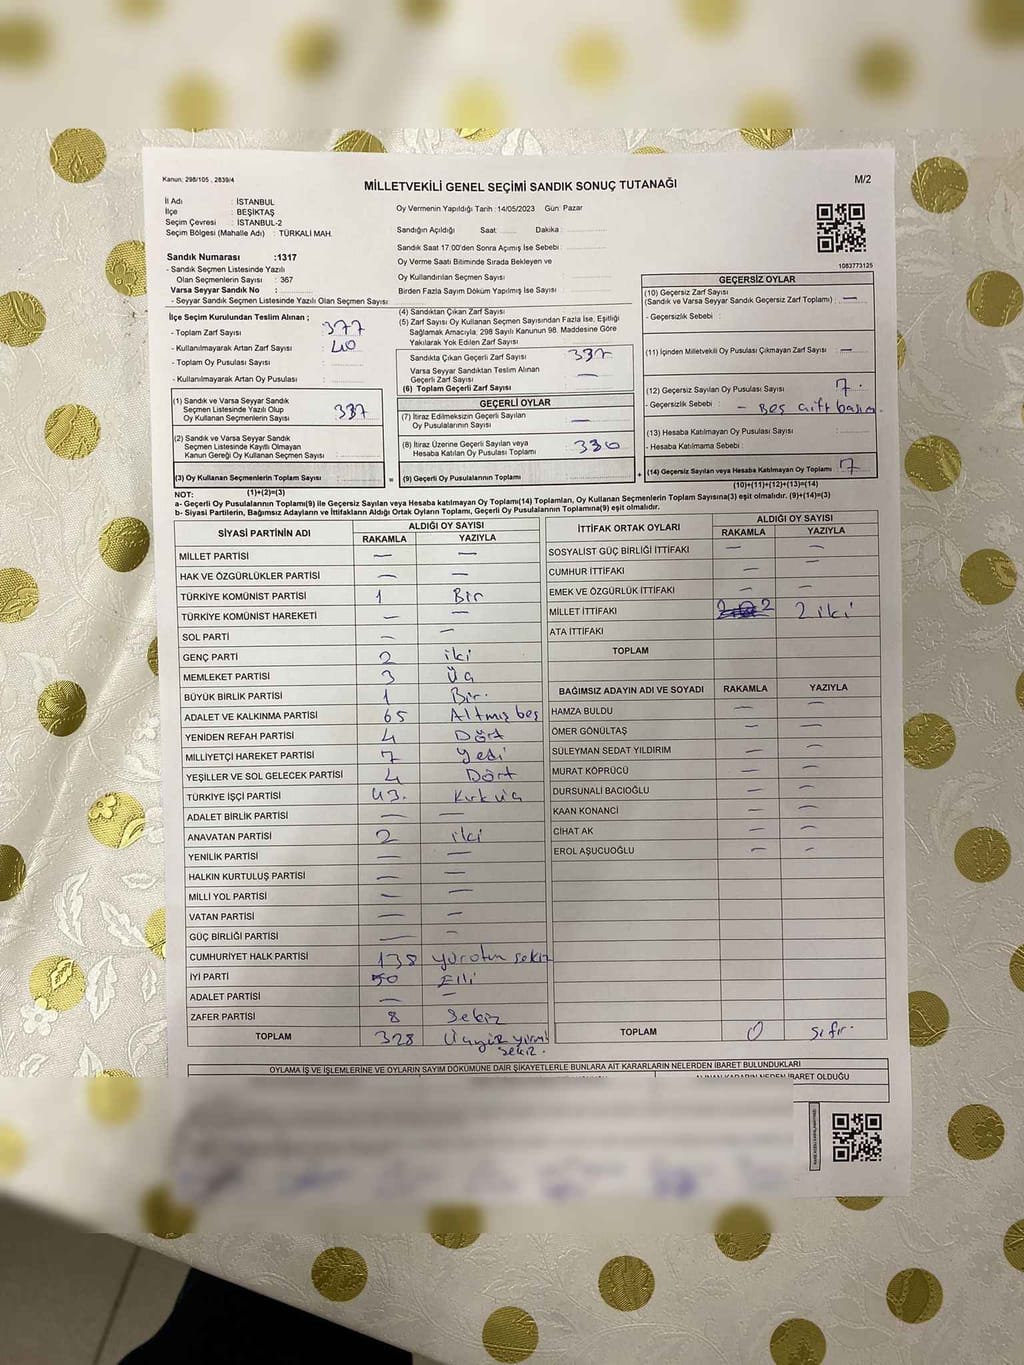 Kanun: 298/105 , 2839/4
MİLLETVEKİLİ GENEL SEÇİMİ SANDIK SONUÇ TUTANAĞI
M/2
İl Adı : İSTANBUL
İlçe : BEŞİKTAŞ
Seçim Çevresi : İSTANBUL-2
Seçim Bölgesi (Mahalle Adı) : TÜRKALİ MAH.
Oy Vermenin Yapıldığı Tarih : 14/05/2023 Gün: Pazar
Sandığın Açıldığı Saat Dakika :
Sandık Saat 17.00'den Sonra Açımış İse Sebebi :
Oy Verme Saati Bitiminde Sırada Bekleyen ve
Oy Kullandırılan Seçmen Sayısı
Birden Fazla Sayım Döküm Yapılmış İse Sayısı :
1083773125
Sandık Numarası :1317
- Sandık Seçmen Listesinde Yazılı
Olan Seçmenlerin Sayısı : 367
Varsa Seyyar Sandık No :
- Seyyar Sandık Seçmen Listesinde Yazılı Olan Seçmen Sayısı :
İlçe Seçim Kurulundan Teslim Alınan ;
- Toplam Zarf Sayısı : 377
- Kullanılmayarak Artan Zarf Sayısı : 40
- Toplam Oy Pusulası Sayısı :
- Kullanılmayarak Artan Oy Pusulası :
(1) Sandık ve Varsa Seyyar Sandık
Seçmen Listesinde Yazılı Olup
Oy Kullanan Seçmenlerin Sayısı : 337
(2) Sandık ve Varsa Seyyar Sandık
Seçmen Listesinde Kayıtlı Olmayan
Kanun Gereği Oy Kullanan Seçmen Sayısı :
(3) Oy Kullanan Seçmenlerin Toplam Sayısı :
(1)+(2)=(3)
(4) Sandıktan Çıkan Zarf Sayısı
(5) Zarf Sayısı Oy Kullanan Seçmen Sayısından Fazla İse, Eşitliği
Sağlamak Amacıyla, 298 Sayılı Kanunun 98. Maddesine Göre
Yakılarak Yok Edilen Zarf Sayısı :
Sandıkta Çıkan Geçerli Zarf Sayısı : 337
Varsa Seyyar Sandıktan Teslim Alınan
Geçerli Zarf Sayısı : —
(6) Toplam Geçerli Zarf Sayısı :
GEÇERLİ OYLAR
(7) İtiraz Edilmeksizin Geçerli Sayılan
Oy Pusulalarının Sayısı : —
(8) İtiraz Üzerine Geçerli Sayılan veya
Hesaba Katılan Oy Pusulası Toplamı : 330
(9) Geçerli Oy Pusulalarının Toplamı :
GEÇERSİZ OYLAR
(10) Geçersiz Zarf Sayısı
(Sandık ve Varsa Seyyar Sandık Geçersiz Zarf Toplamı) : —
- Geçersizlik Sebebi :
(11) İçinden Milletvekili Oy Pusulası Çıkmayan Zarf Sayısı : —
(12) Geçersiz Sayılan Oy Pusulası Sayısı : 7
- Geçersizlik Sebebi : - Beş çift basım.
(13) Hesaba Katılmayan Oy Pusulası Sayısı :
- Hesaba Katılmama Sebebi :
(14) Geçersiz Sayılan veya Hesaba Katılmayan Oy Toplamı : 7
(10)+(11)+(12)+(13)=(14)
NOT:
a- Geçerli Oy Pusulalarının Toplamı(9) ile Geçersiz Sayılan veya Hesaba katılmayan Oy Toplamı(14) Toplamları, Oy Kullanan Seçmenlerin Toplam Sayısına(3) eşit olmalıdır. (9)+(14)=(3)
b- Siyasi Partilerin, Bağımsız Adayların ve İttifakların Aldığı Ortak Oyların Toplamı, Geçerli Oy Pusulalarının Toplamına(9) eşit olmalıdır.
SİYASİ PARTİNİN ADI ALDIĞI OY SAYISI
RAKAMLA YAZIYLA
MİLLET PARTİSİ — —
HAK VE ÖZGÜRLÜKLER PARTİSİ — —
TÜRKİYE KOMÜNİST PARTİSİ 1 Bir
TÜRKİYE KOMÜNİST HAREKETİ — —
SOL PARTİ — —
GENÇ PARTİ 2 iki
MEMLEKET PARTİSİ 3 Üç
BÜYÜK BİRLİK PARTİSİ 1 Bir.
ADALET VE KALKINMA PARTİSİ 65 Altmış beş
YENİDEN REFAH PARTİSİ 4 Dört
MİLLİYETÇİ HAREKET PARTİSİ 7 Yedi
YEŞİLLER VE SOL GELECEK PARTİSİ 4 Dört
TÜRKİYE İŞÇİ PARTİSİ 43. Kırk üç
ADALET BİRLİK PARTİSİ — —
ANAVATAN PARTİSİ 2 iki
YENİLİK PARTİSİ — —
HALKIN KURTULUŞ PARTİSİ — —
MİLLİ YOL PARTİSİ — —
VATAN PARTİSİ — —
GÜÇ BİRLİĞİ PARTİSİ — —
CUMHURİYET HALK PARTİSİ 138 yüzotuz sekiz
İYİ PARTİ 50 Elli
ADALET PARTİSİ — —
ZAFER PARTİSİ 8 Sekiz
TOPLAM 328 Üçyüz yirmi
sekiz.
İTTİFAK ORTAK OYLARI ALDIĞI OY SAYISI
RAKAMLA YAZIYLA
SOSYALİST GÜÇ BİRLİĞİ İTTİFAKI — —
CUMHUR İTTİFAKI — —
EMEK VE ÖZGÜRLÜK İTTİFAKI — —
MİLLET İTTİFAKI 2 2 iki
ATA İTTİFAKI
TOPLAM
BAĞIMSIZ ADAYIN ADI VE SOYADI RAKAMLA YAZIYLA
HAMZA BULDU — —
ÖMER GÖNÜLTAŞ — —
SÜLEYMAN SEDAT YILDIRIM — —
MURAT KÖPRÜCÜ — —
DURSUNALİ BACIOĞLU — —
KAAN KONANCİ — —
CİHAT AK — —
EROL AŞUCUOĞLU — —
TOPLAM 0 sıfır.
OYLAMA İŞ VE İŞLEMLERİNE VE OYLARIN SAYIM DÖKÜMÜNE DAİR ŞİKAYETLERLE BUNLARA AİT KARARLARIN NELERDEN İBARET BULUNDUKLARI
ALINAN KARARIN NEDEN İBARET OLDUĞU